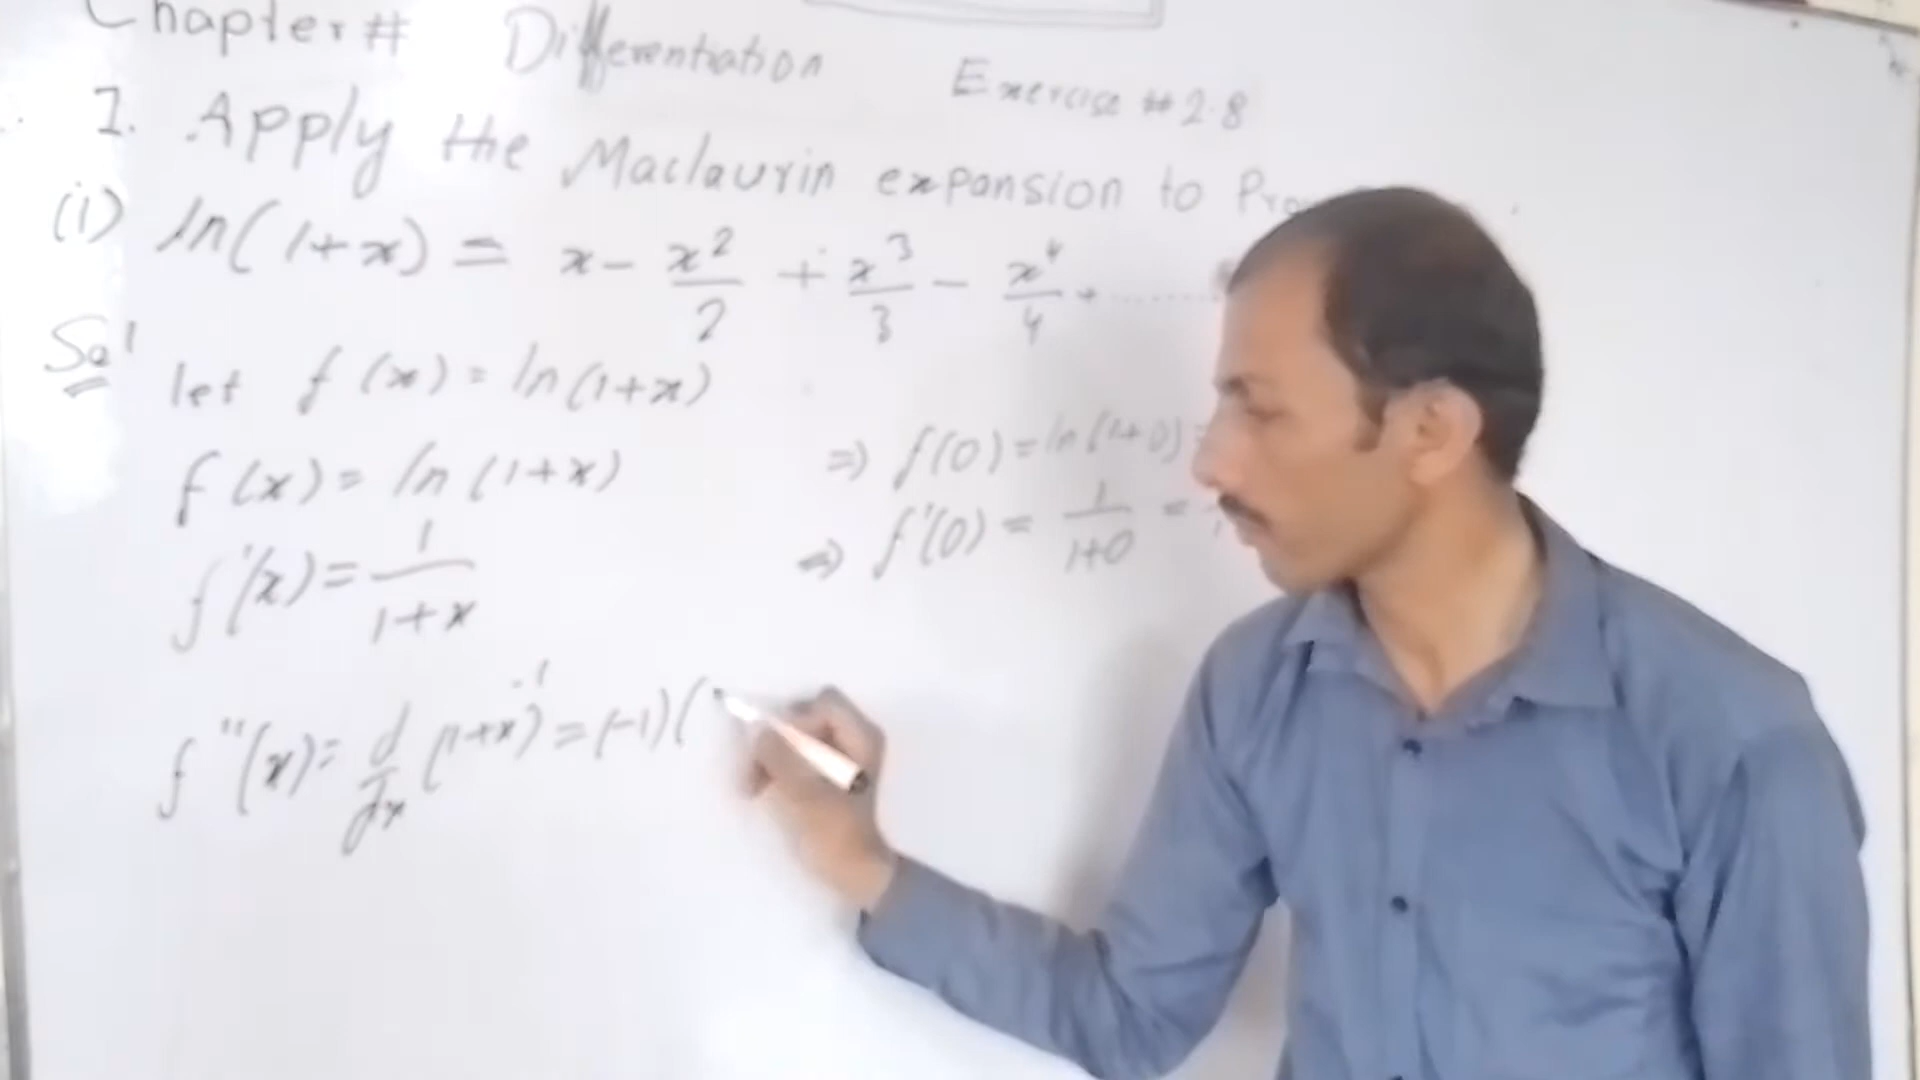 Chapter # Differentiation Exercise # 2.8
1. Apply the Maclaurin expansion to
(i) ln(1+x) = x - x²/2 + x³/3 - x⁴/4 + ........
Sol
let f(x) = ln(1+x)
f(x) = ln(1+x) ⇒ f(0) = ln(1+0) =
f'(x) = 1/(1+x) ⇒ f'(0) = 1/(1+0) =
f''(x) = d/dx (1+x)⁻¹ = (-1)(